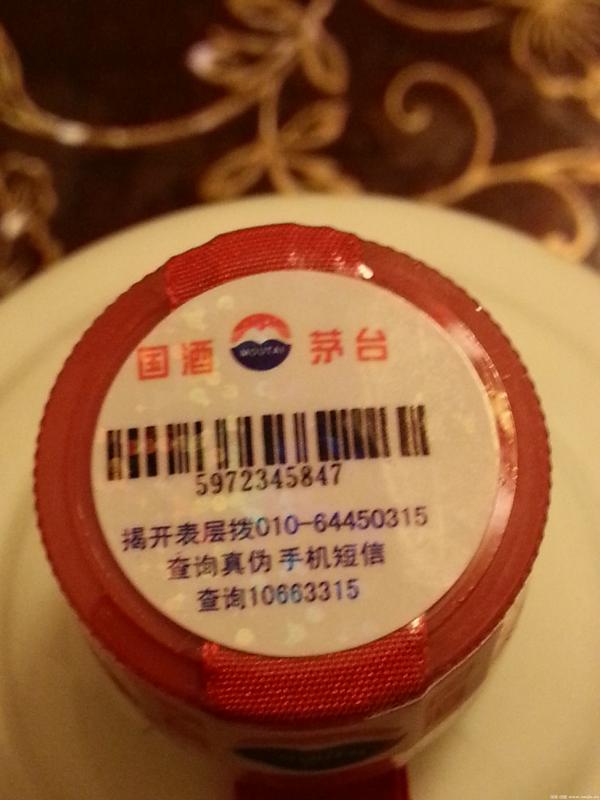 国酒 MOUTAI 茅台
5972345847
揭开表层拨010-64450315
查询真伪 手机短信
查询10663315